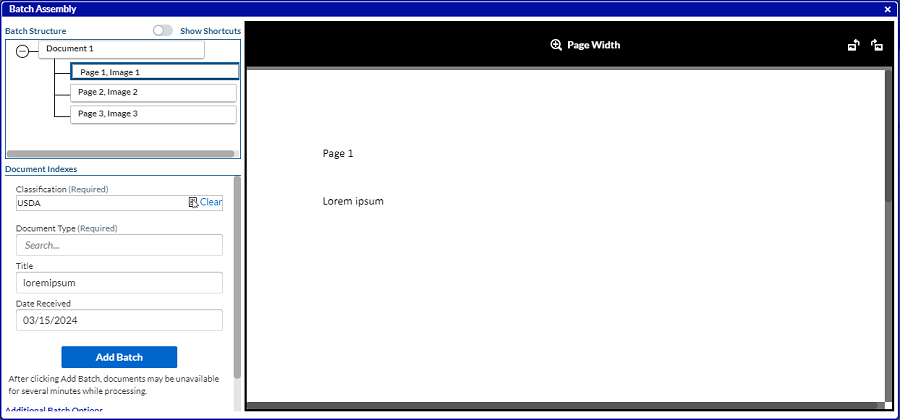 Batch Assembly
Batch Structure
Show Shortcuts
Document 1
Page 1, Image 1
Page 2, Image 2
Page 3, Image 3
Document Indexes
Classification (Required)
USDA
Clear
Document Type (Required)
Search...
Title
loremipsum
Date Received
03/15/2024
Add Batch
After clicking Add Batch, documents may be unavailable
for several minutes while processing.
Additional Batch Options
Page Width
Page 1
Lorem ipsum